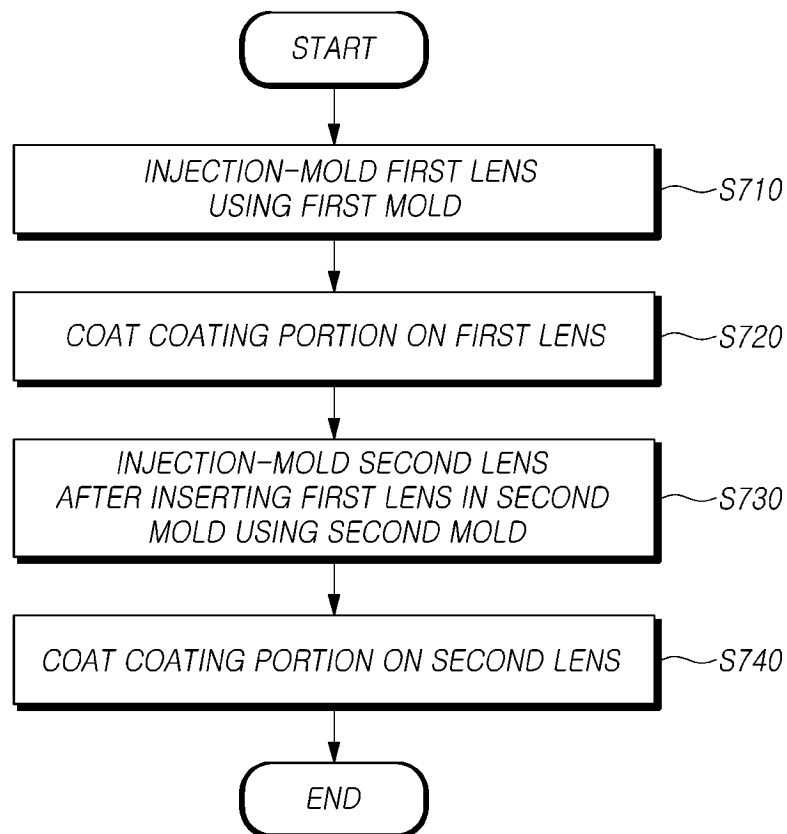 START
INJECTION-MOLD FIRST LENS
USING FIRST MOLD
S710
COAT COATING PORTION ON FIRST LENS
S720
INJECTION-MOLD SECOND LENS
AFTER INSERTING FIRST LENS IN SECOND
MOLD USING SECOND MOLD
S730
COAT COATING PORTION ON SECOND LENS
S740
END